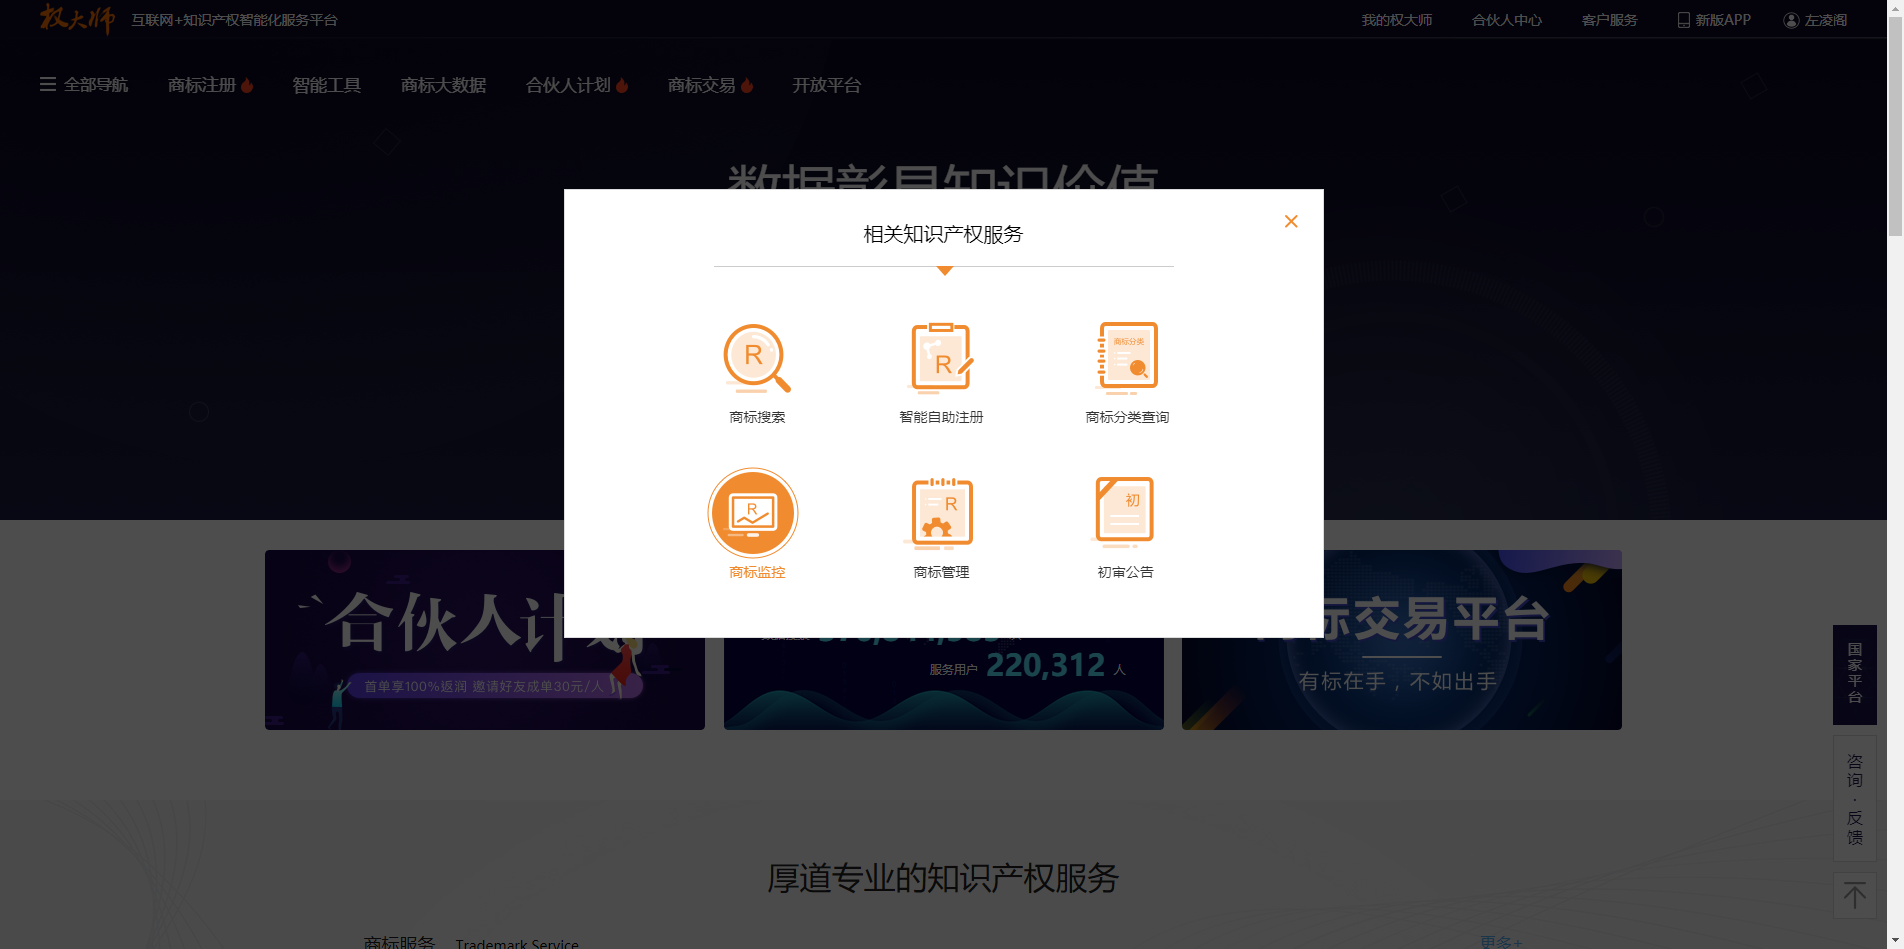 权大师 互联网+知识产权智能化服务平台 我的权大师 合伙人中心 客户服务 新版APP 左凌阁
全部导航 商标注册 智能工具 商标大数据 合伙人计划 商标交易 开放平台
数据彰显知识价值
相关知识产权服务
R R 商标分类
商标搜索 智能自助注册 商标分类查询
R R 初
商标监控 商标管理 初审公告
合伙人计划
首单享100%返润 邀请好友成单30元/人
服务用户 220,312 人
标交易平台
有标在手，不如出手
国家平台
咨询·反馈
厚道专业的知识产权服务
商标服务 Trademark Service 更多+